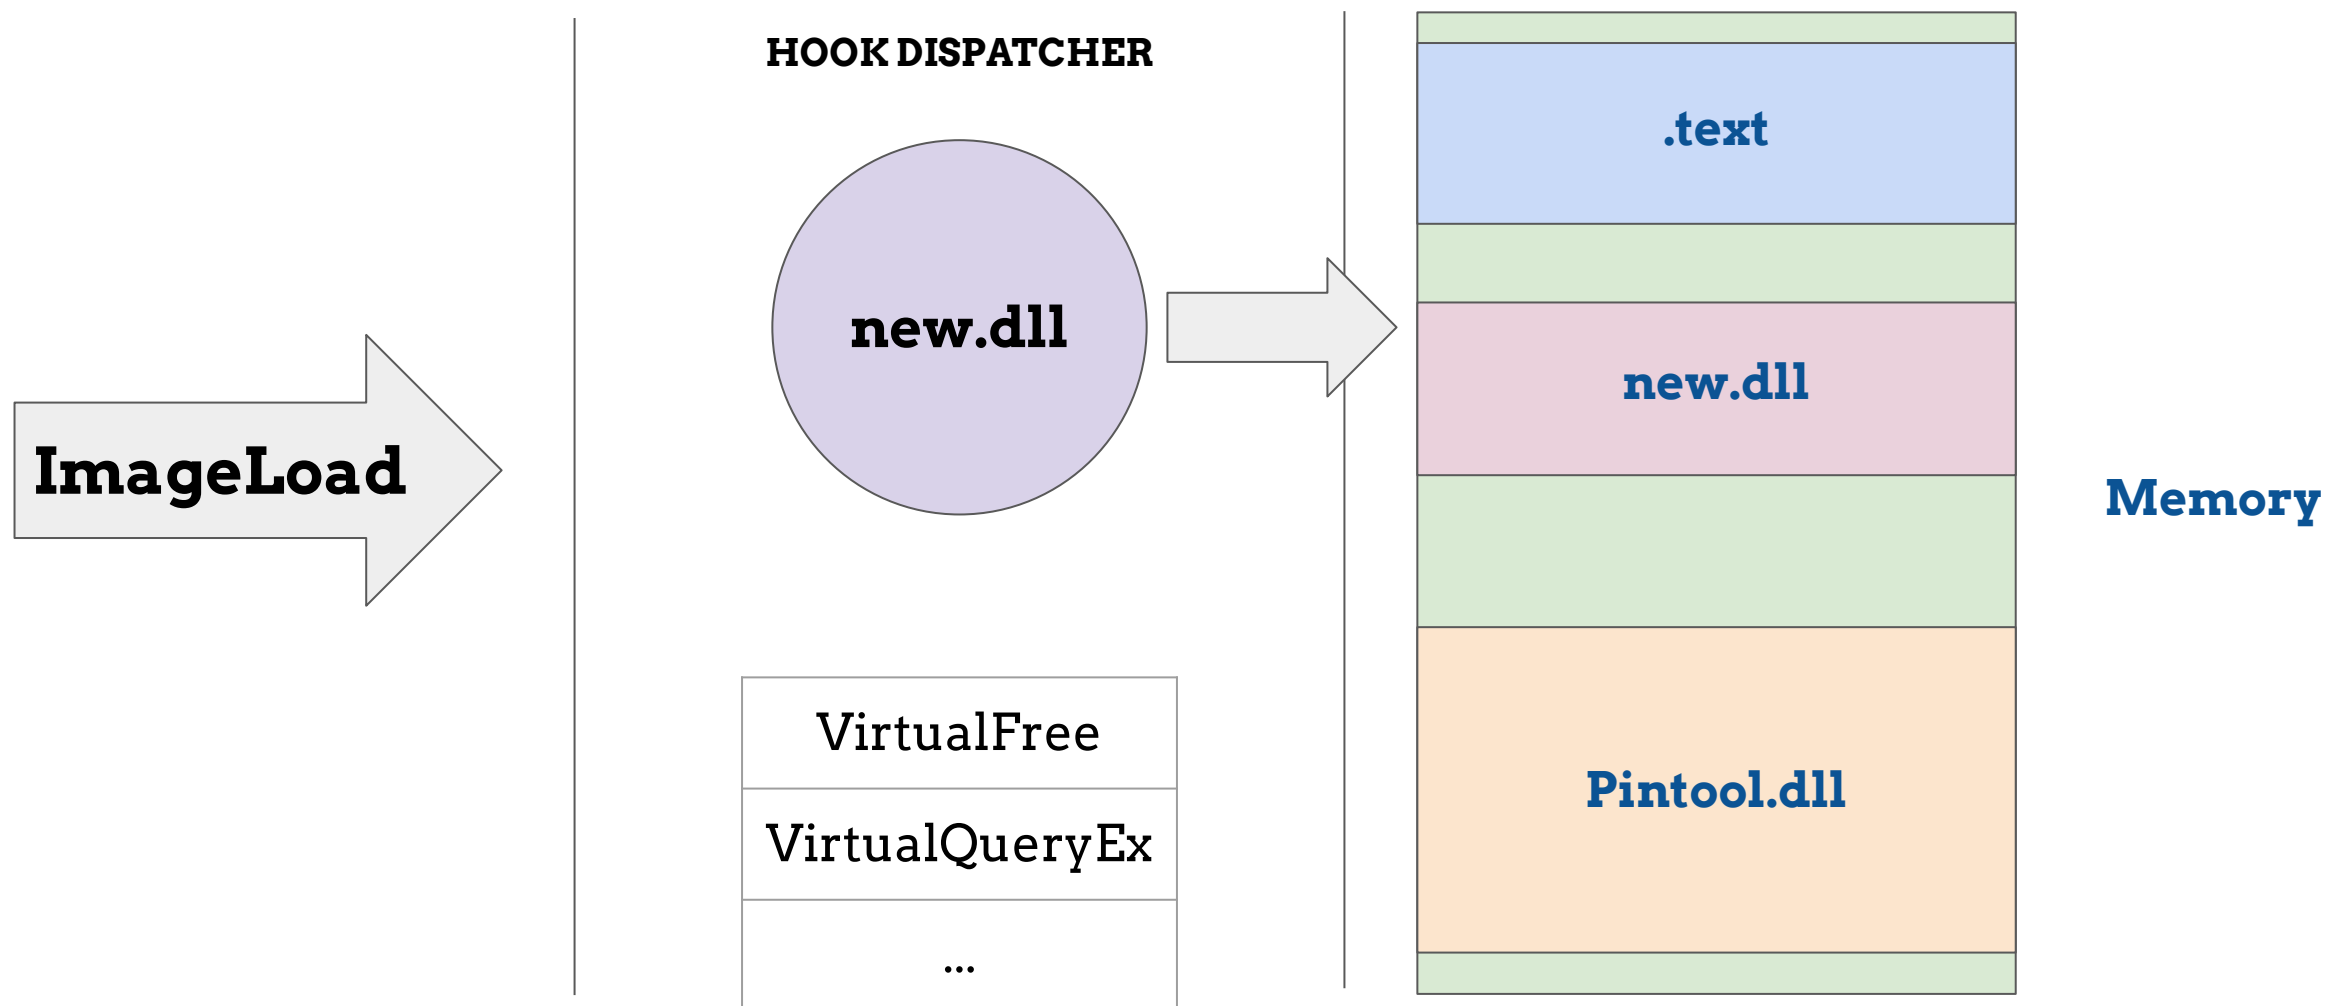 ImageLoad
HOOK DISPATCHER
new.dll
VirtualFree
VirtualQueryEx
...
.text
new.dll
Pintool.dll
Memory